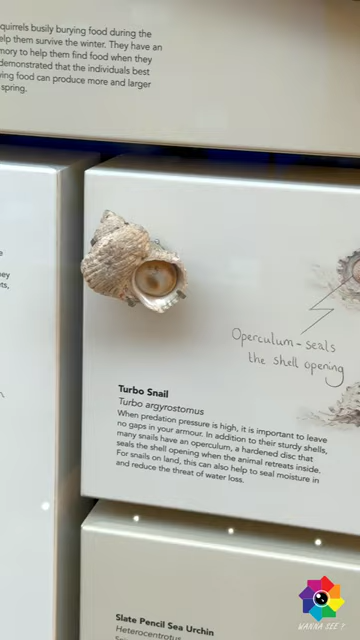 quirrels busily burying food during the
elp them survive the winter. They have an
mory to help them find food when they
demonstrated that the individuals best
ving food can produce more and larger
spring.
Operculum - seals
the shell opening
Turbo Snail
Turbo argyrostomus
When predation pressure is high, it is important to leave
no gaps in your armour. In addition to their sturdy shells,
many snails have an operculum, a hardened disc that
seals the shell opening when the animal retreats inside.
For snails on land, this can also help to seal moisture in
and reduce the threat of water loss.
Slate Pencil Sea Urchin
Heterocentrotus
WANNA SEE ?